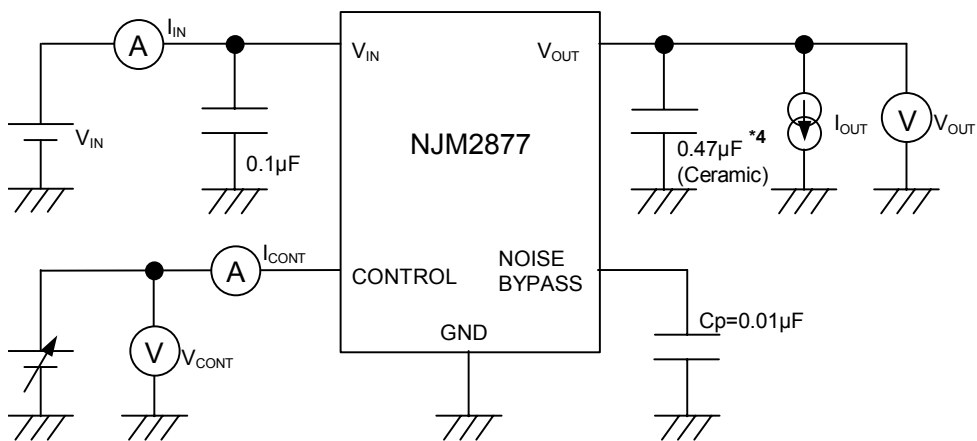 A
I_IN
V_IN
0.1µF
V_IN
V_OUT
NJM2877
0.47µF *4
(Ceramic)
I_OUT
V
V_OUT
A
I_CONT
V
V_CONT
CONTROL
NOISE
BYPASS
GND
Cp=0.01µF